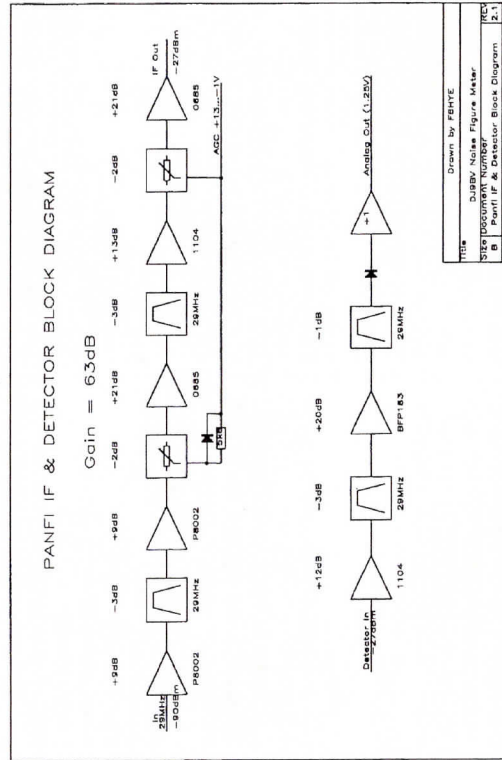 PANFI IF & DETECTOR BLOCK DIAGRAM
Gain = 63dB
+9dB
-3dB
+9dB
-2dB
+21dB
-3dB
+13dB
-2dB
+21dB
In
29MHz
-90dBm
P8002
29MHz
P8002
0685
29MHz
1104
0685
IF Out
-27dBm
AGC +13...-1V
+12dB
-3dB
+20dB
-1dB
Detector In
-27dBm
1104
29MHz
BFP183
29MHz
+1
Analog Out (1.25V)
Drawn by F6HYE
Title
DJ9BV Noise Figure Meter
Size Document Number REV
B Panfi IF & Detector Block Diagram 2.1